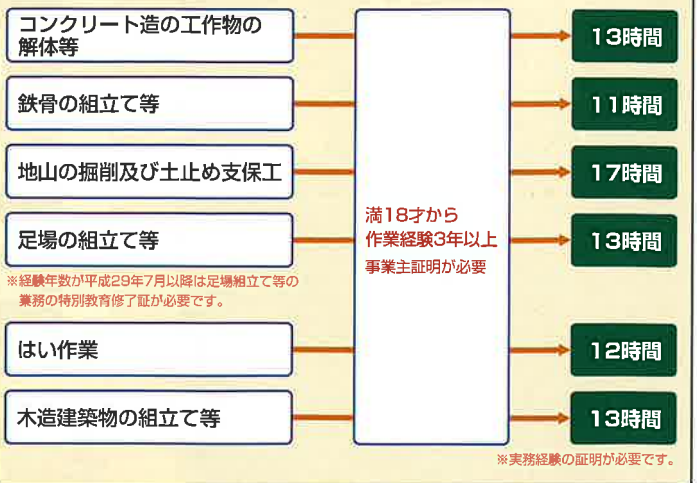 コンクリート造の工作物の
解体等
13時間
鉄骨の組立て等
11時間
地山の掘削及び土止め支保工
17時間
足場の組立て等
13時間
※経験年数が平成29年7月以降は足場組立て等の
業務の特別教育修了証が必要です。
満18才から
作業経験3年以上
事業主証明が必要
はい作業
12時間
木造建築物の組立て等
13時間
※実務経験の証明が必要です。